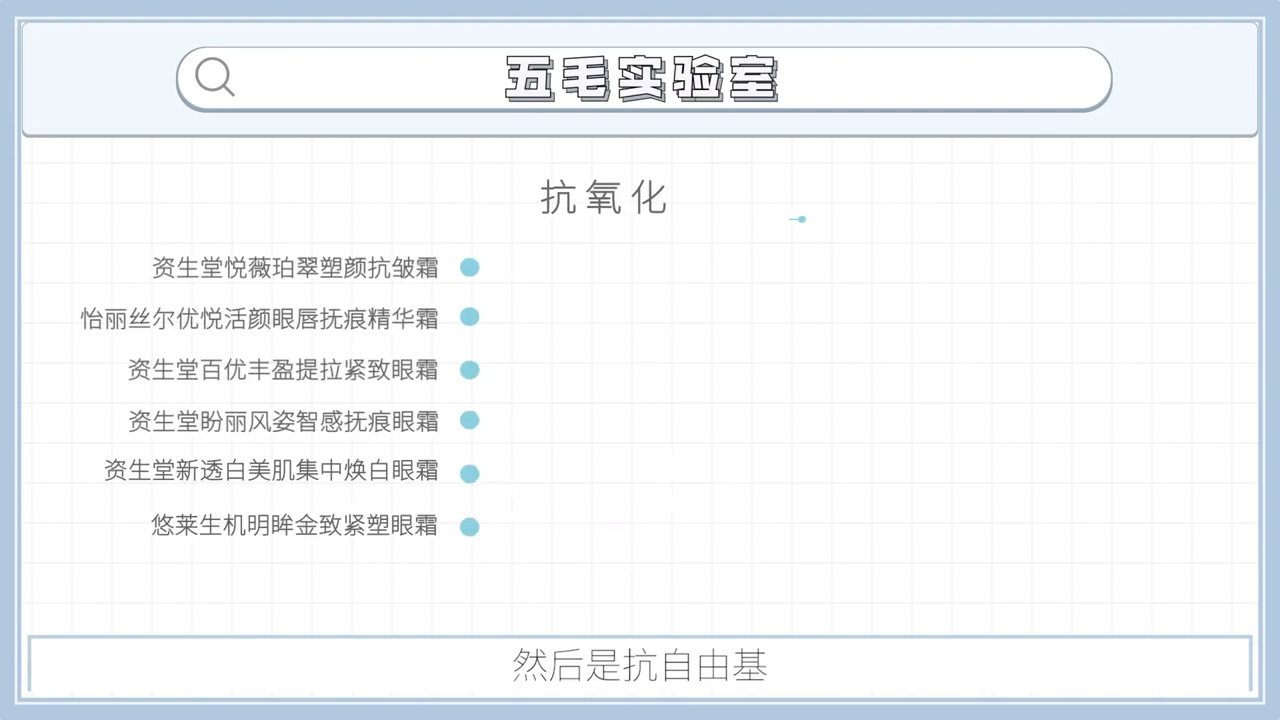 五毛实验室
抗氧化
资生堂悦薇珀翠塑颜抗皱霜
怡丽丝尔优悦活颜眼唇抚痕精华霜
资生堂百优丰盈提拉紧致眼霜
资生堂盼丽风姿智感抚痕眼霜
资生堂新透白美肌集中焕白眼霜
悠莱生机明眸金致紧塑眼霜
然后是抗自由基